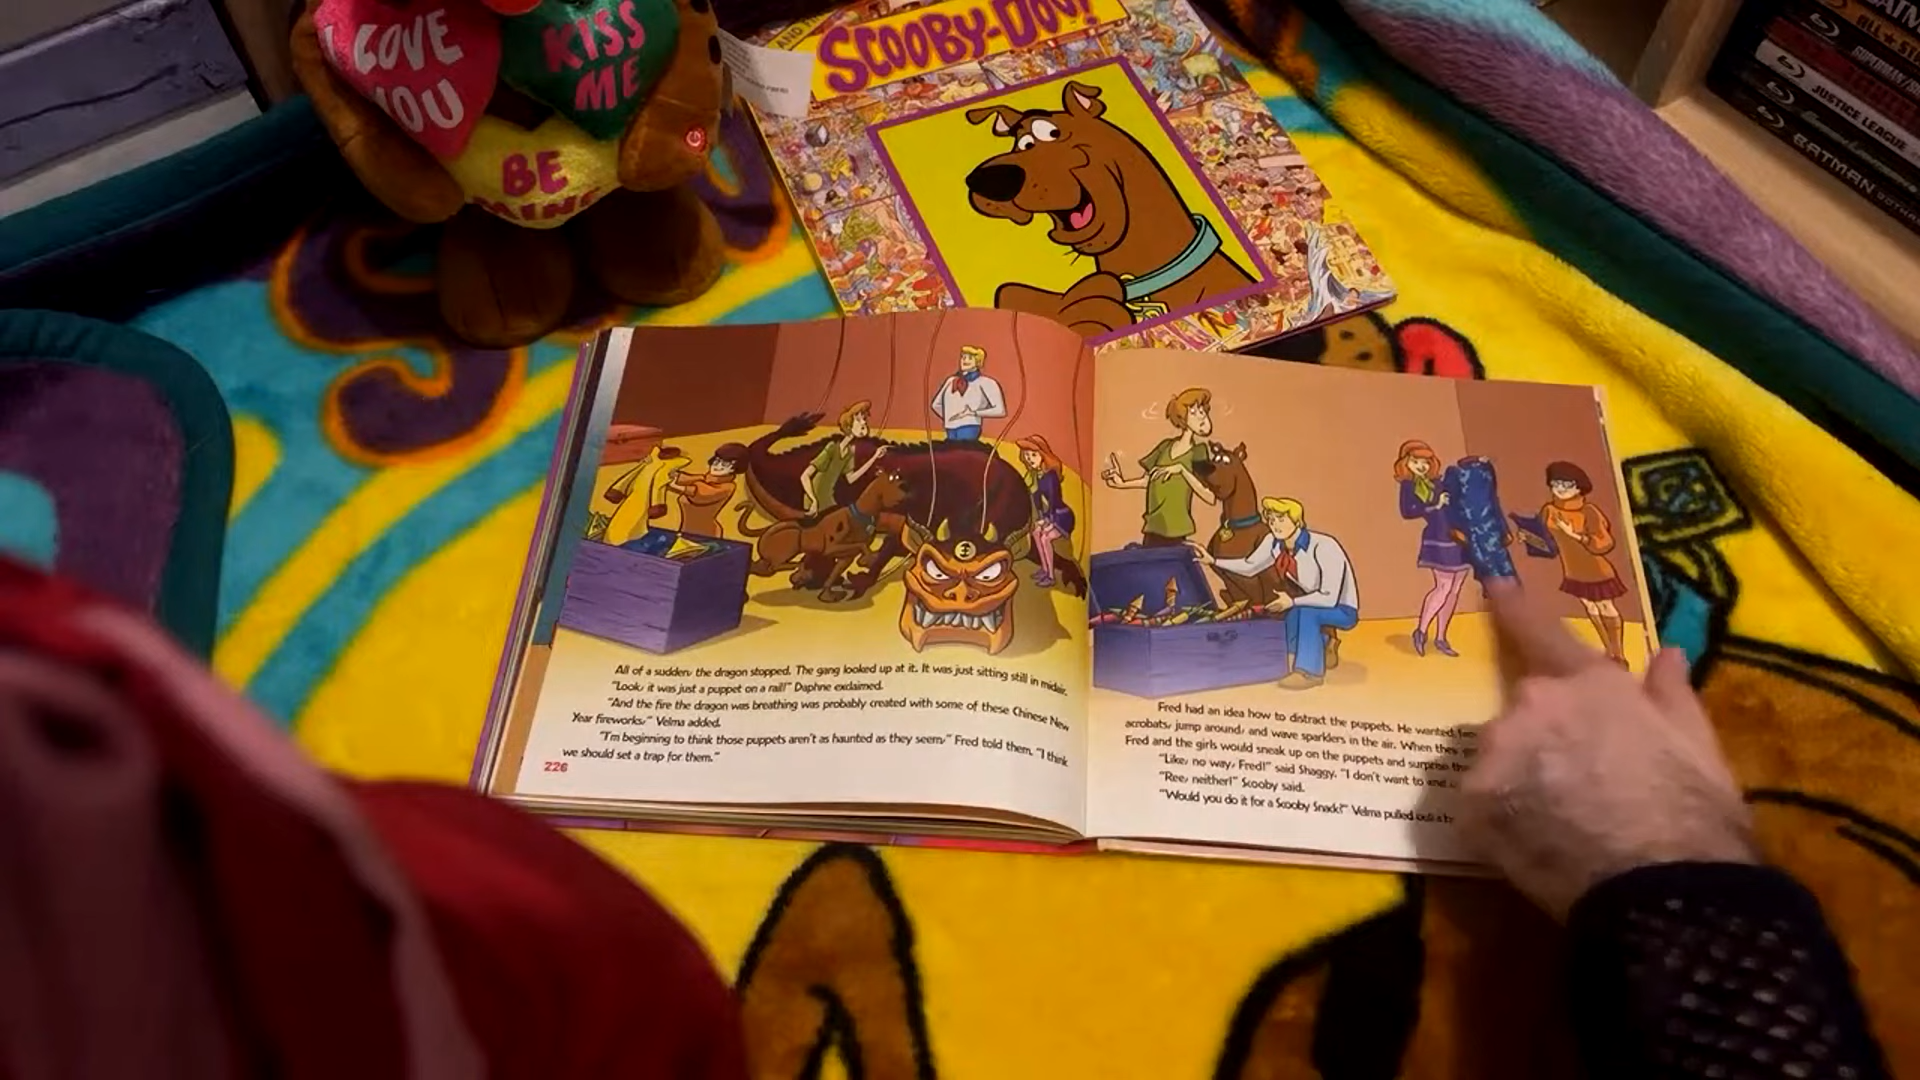 I LOVE
YOU
KISS
ME
BE
MINE
AND FIND
SCOOBY-DOO!
BATMAN
JUSTICE LEAGUE
BATMAN GOTHAM
All of a sudden, the dragon stopped. The gang looked up at it. It was just sitting still in midair.
"Look, it was just a puppet on a rail!" Daphne exclaimed.
"And the fire the dragon was breathing was probably created with some of these Chinese New
Year fireworks," Velma added.
"I'm beginning to think those puppets aren't as haunted as they seem," Fred told them. "I think
we should set a trap for them."
226
Fred had an idea how to distract the puppets. He wanted
acrobats, jump around, and wave sparklers in the air. When they
Fred and the girls would sneak up on the puppets and surprise
"Like, no way, Fred!" said Shaggy. "I don't want to
"Ree, neither!" Scooby said.
"Would you do it for a Scooby Snack?" Velma pulled out a